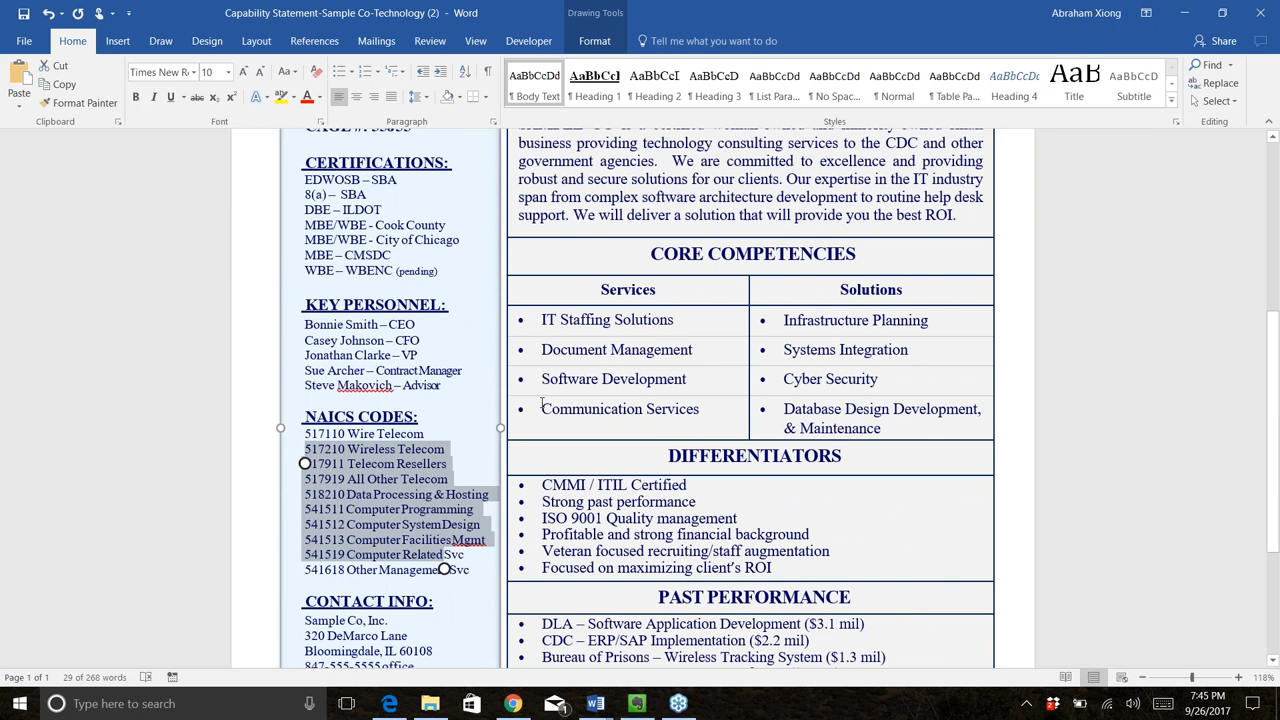 Capability Statement-Sample Co-Technology (2) - Word
Drawing Tools
Abraham Xiong
File Home Insert Draw Design Layout References Mailings Review View Developer Format Tell me what you want to do Share
Paste
Cut
Copy
Format Painter
Clipboard
Times New Ro 10
Font
Paragraph
AaBbCcDd AaBbCcI AaBbCcI AaBbCcD AaBbCcDd AaBbCcDd AaBbCcDd AaBbCcDd AaBbCcDd AaB AaBbCcD
¶ Body Text ¶ Heading 1 ¶ Heading 2 ¶ Heading 3 ¶ List Para... ¶ No Spac... ¶ Normal ¶ Table Pa... Heading 4 Title Subtitle
Styles
Find
Replace
Select
Editing
CERTIFICATIONS:
EDWOSB – SBA
8(a) – SBA
DBE – ILDOT
MBE/WBE - Cook County
MBE/WBE - City of Chicago
MBE – CMSDC
WBE – WBENC (pending)
KEY PERSONNEL:
Bonnie Smith – CEO
Casey Johnson – CFO
Jonathan Clarke – VP
Sue Archer – Contract Manager
Steve Makovich – Advisor
NAICS CODES:
517110 Wire Telecom
517210 Wireless Telecom
517911 Telecom Resellers
517919 All Other Telecom
518210 Data Processing & Hosting
541511 Computer Programming
541512 Computer System Design
541513 Computer Facilities Mgmt
541519 Computer Related Svc
541618 Other Management Svc
CONTACT INFO:
Sample Co, Inc.
320 DeMarco Lane
Bloomingdale, IL 60108
847-555-5555 office
business providing technology consulting services to the CDC and other
government agencies. We are committed to excellence and providing
robust and secure solutions for our clients. Our expertise in the IT industry
span from complex software architecture development to routine help desk
support. We will deliver a solution that will provide you the best ROI.
CORE COMPETENCIES
Services Solutions
• IT Staffing Solutions • Infrastructure Planning
• Document Management • Systems Integration
• Software Development • Cyber Security
• Communication Services • Database Design Development,
& Maintenance
DIFFERENTIATORS
• CMMI / ITIL Certified
• Strong past performance
• ISO 9001 Quality management
• Profitable and strong financial background
• Veteran focused recruiting/staff augmentation
• Focused on maximizing client's ROI
PAST PERFORMANCE
• DLA – Software Application Development ($3.1 mil)
• CDC – ERP/SAP Implementation ($2.2 mil)
• Bureau of Prisons – Wireless Tracking System ($1.3 mil)
Page 1 of 1 29 of 268 words 118%
Type here to search
7:45 PM
9/26/2017